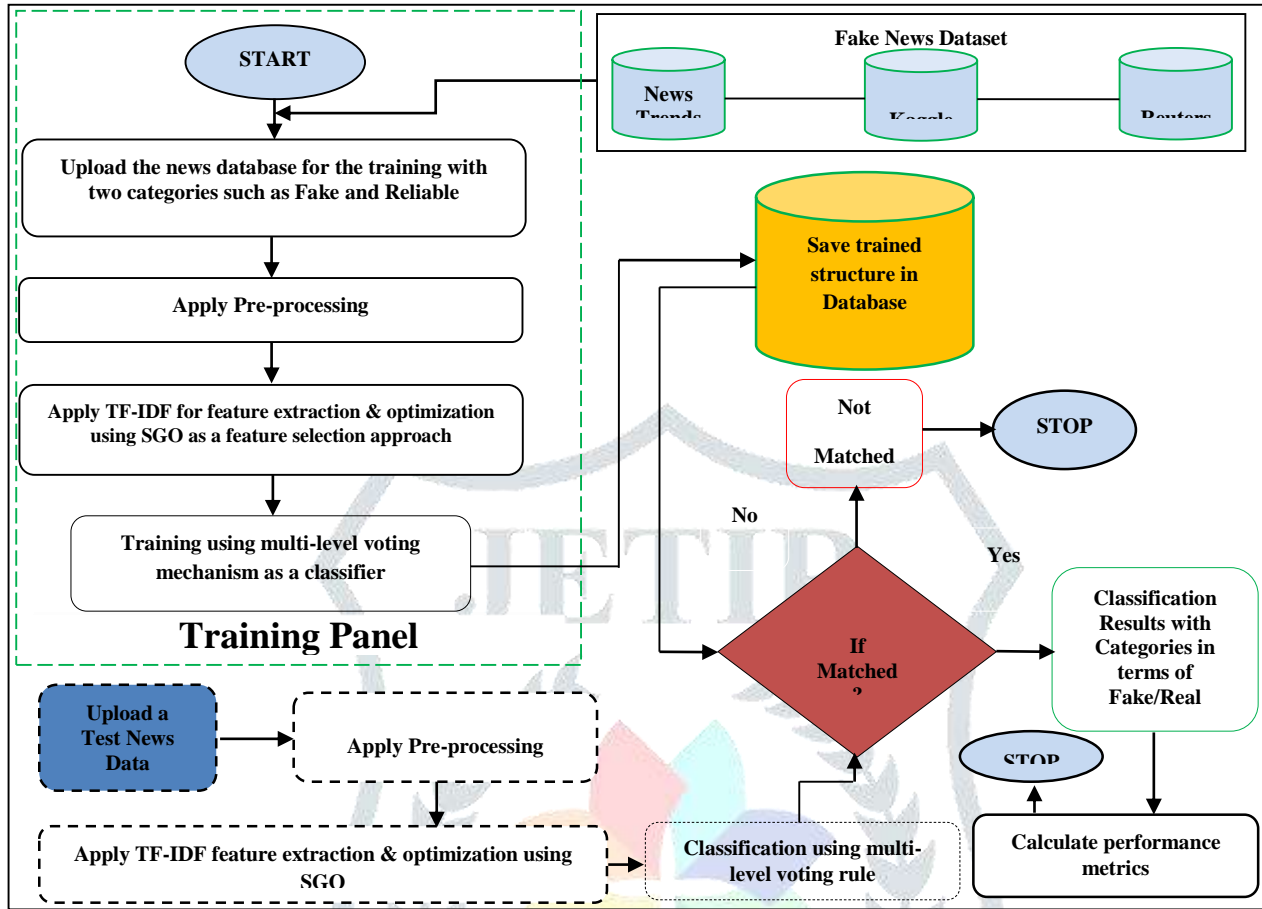 START
Fake News Dataset
News
Trends
Kaggle
Reuters
Upload the news database for the training with
two categories such as Fake and Reliable
Apply Pre-processing
Apply TF-IDF for feature extraction & optimization
using SGO as a feature selection approach
Training using multi-level voting
mechanism as a classifier
Training Panel
Save trained
structure in
Database
Not
Matched
STOP
No
Yes
If
Matched
?
Classification
Results with
Categories in
terms of
Fake/Real
STOP
Calculate performance
metrics
Upload a
Test News
Data
Apply Pre-processing
Apply TF-IDF feature extraction & optimization using
SGO
Classification using multi-
level voting rule
JETIR